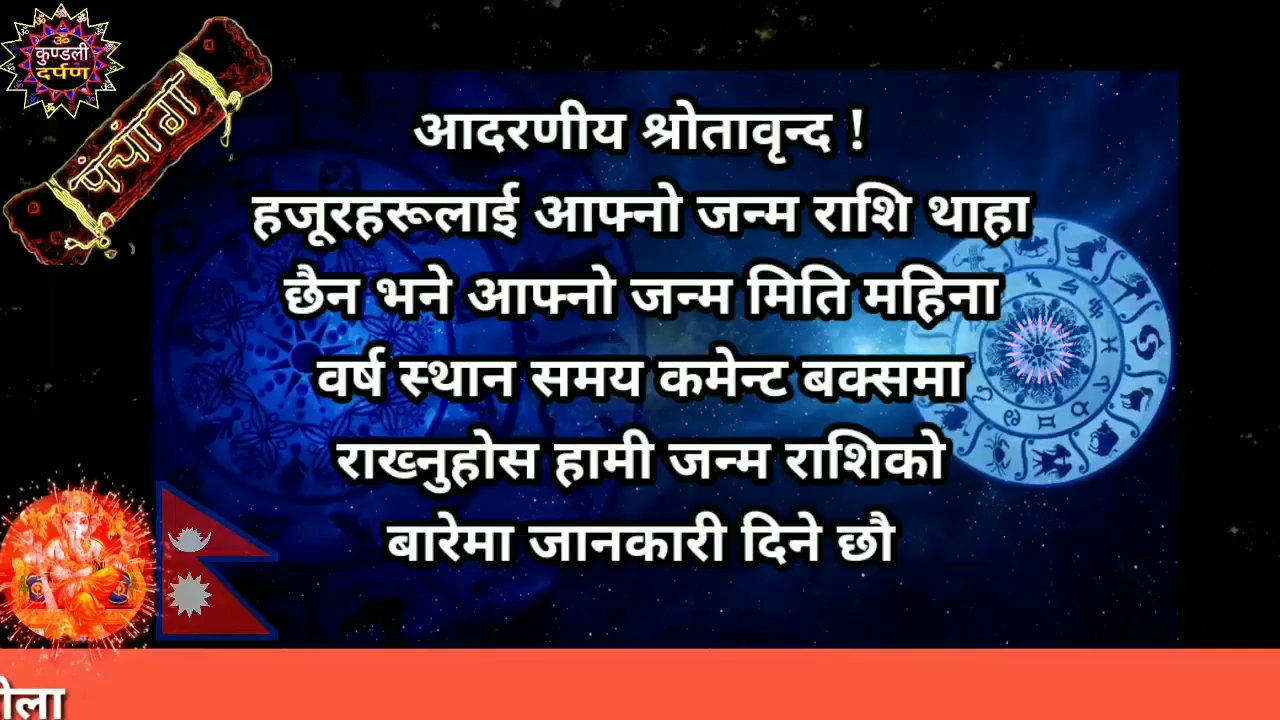 कुण्डली
दर्पण
पंचांग
आदरणीय श्रोतावृन्द !
हजूरहरूलाई आफ्नो जन्म राशि थाहा
छैन भने आफ्नो जन्म मिति महिना
वर्ष स्थान समय कमेन्ट बक्समा
राख्नुहोस हामी जन्म राशिको
बारेमा जानकारी दिने छौ